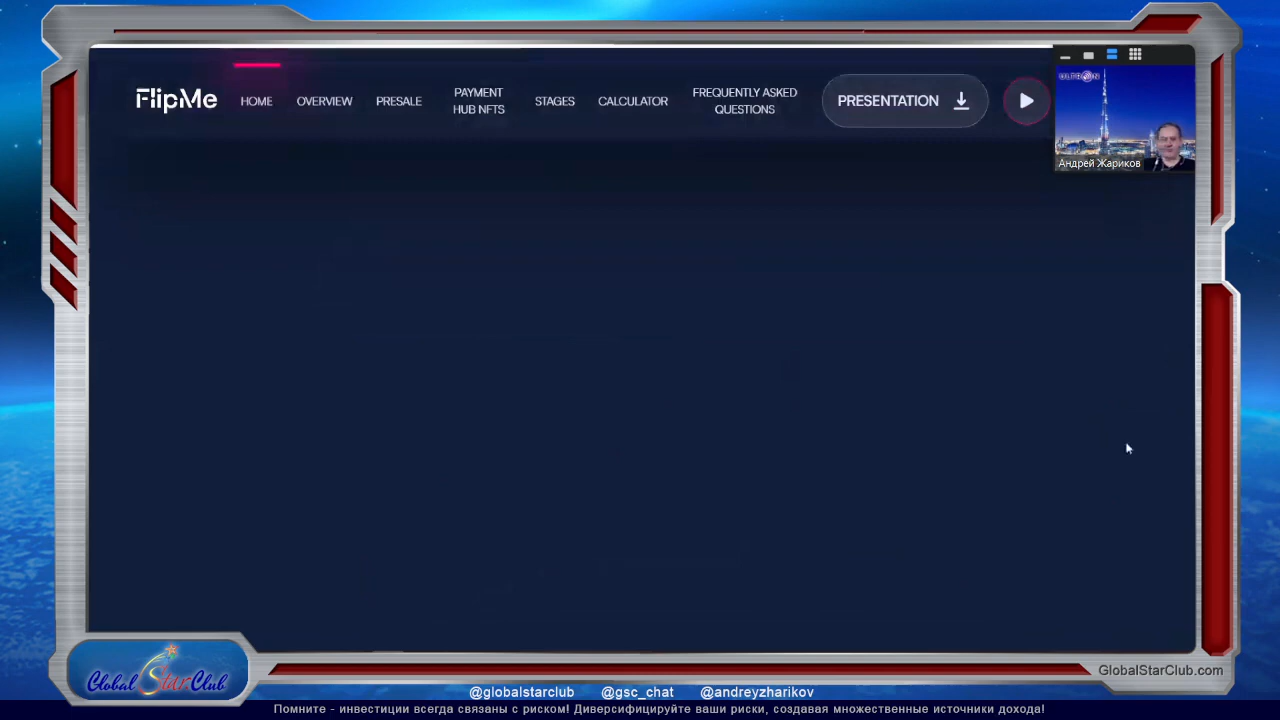 FlipMe
HOME
OVERVIEW
PRESALE
PAYMENT
HUB NFTS
STAGES
CALCULATOR
FREQUENTLY ASKED
QUESTIONS
PRESENTATION
ULTRON
Андрей Жариков
Global Star Club
GlobalStarClub.com
@globalstarclub @gsc_chat @andreyzharikov
Помните - инвестиции всегда связаны с риском! Диверсифицируйте ваши риски, создавая множественные источники дохода!